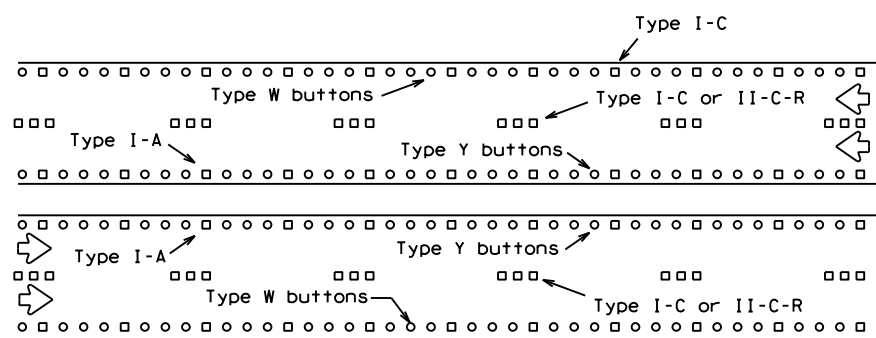 Type I-C
Type W buttons
Type I-C or II-C-R
Type I-A
Type Y buttons
Type I-A
Type Y buttons
Type W buttons
Type I-C or II-C-R